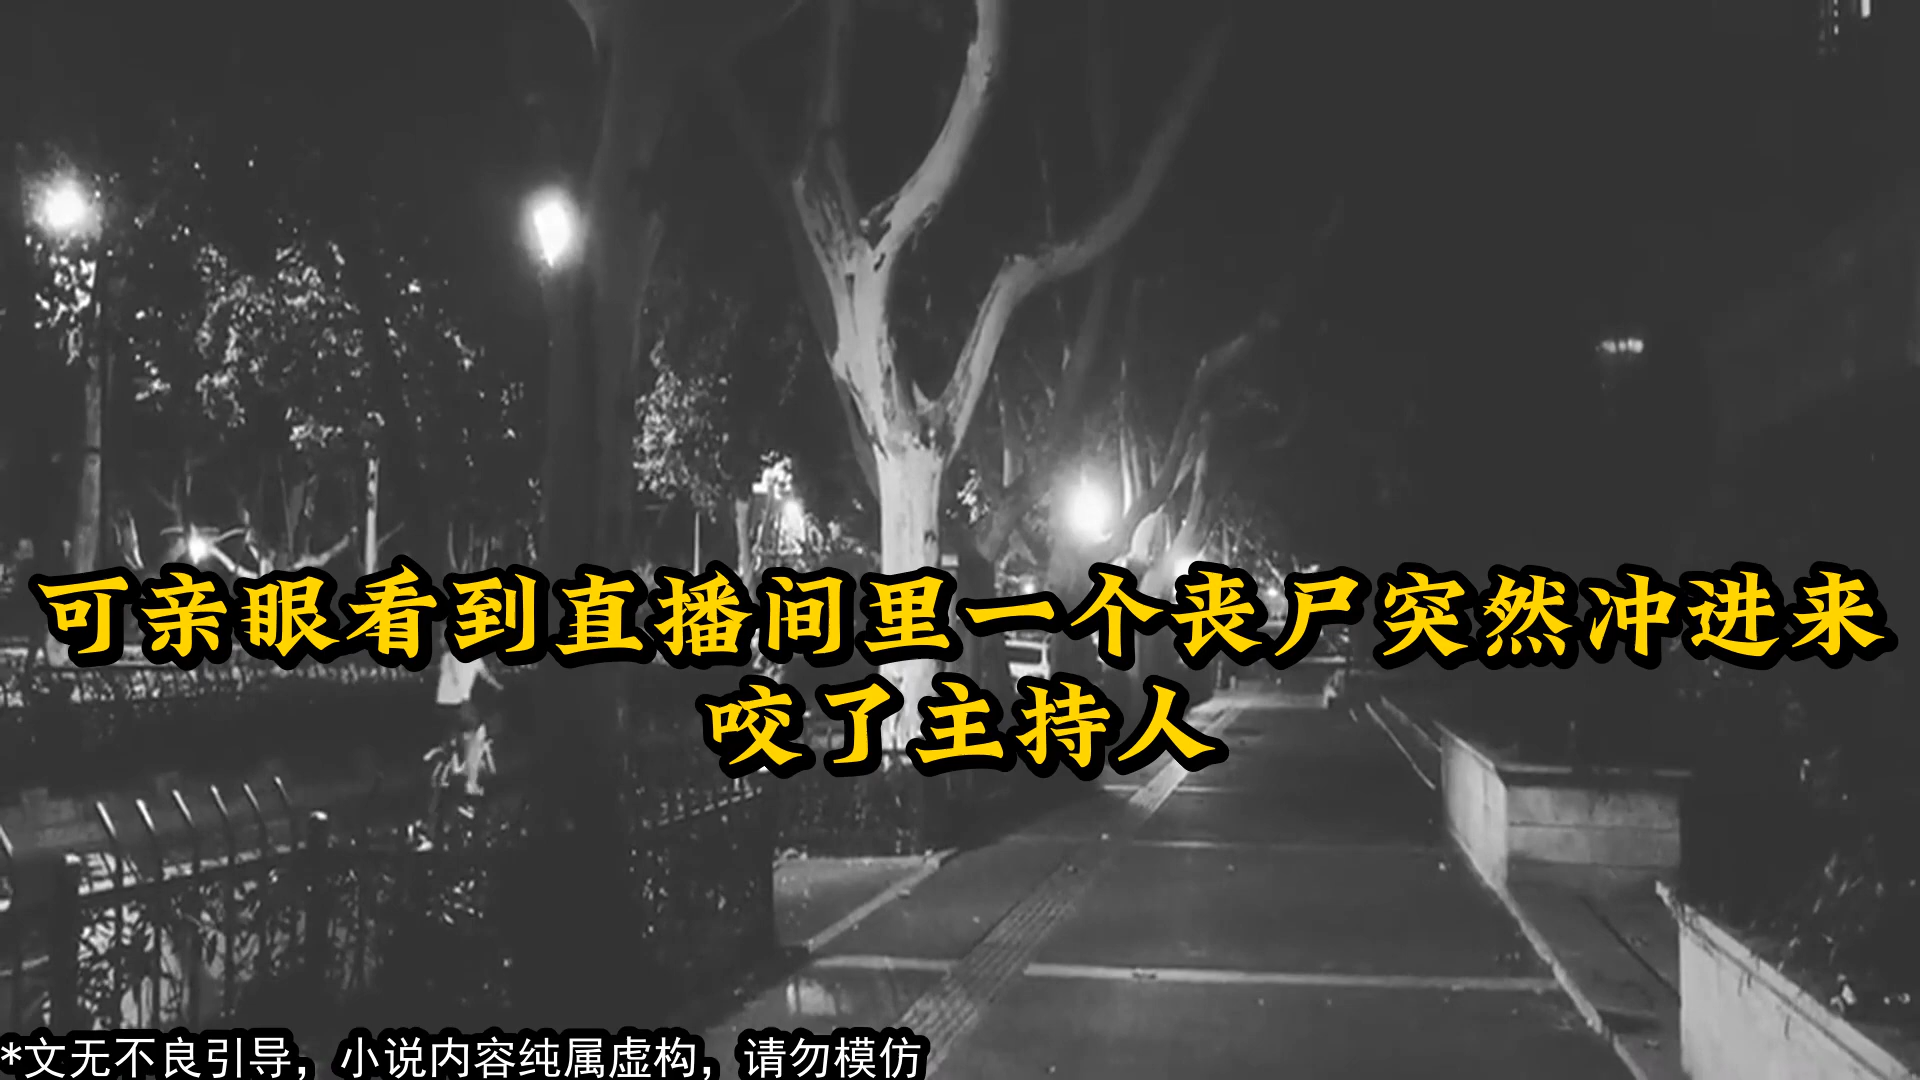 可亲眼看到直播间里一个丧尸突然冲进来
咬了主持人
*文无不良引导，小说内容纯属虚构，请勿模仿